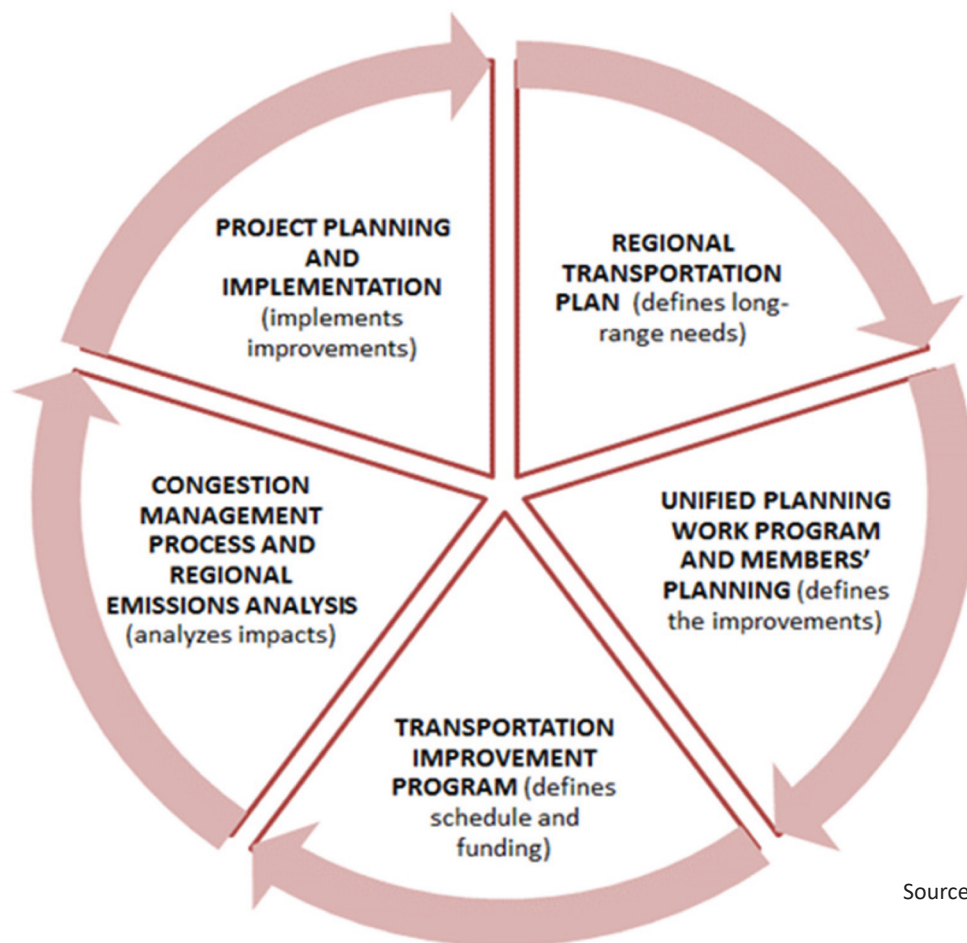 PROJECT PLANNING
AND
IMPLEMENTATION
(implements
improvements)
REGIONAL
TRANSPORTATION
PLAN (defines long-
range needs)
UNIFIED PLANNING
WORK PROGRAM
AND MEMBERS’
PLANNING (defines
the improvements)
TRANSPORTATION
IMPROVEMENT
PROGRAM (defines
schedule and
funding)
CONGESTION
MANAGEMENT
PROCESS AND
REGIONAL
EMISSIONS ANALYSIS
(analyzes impacts)
Source